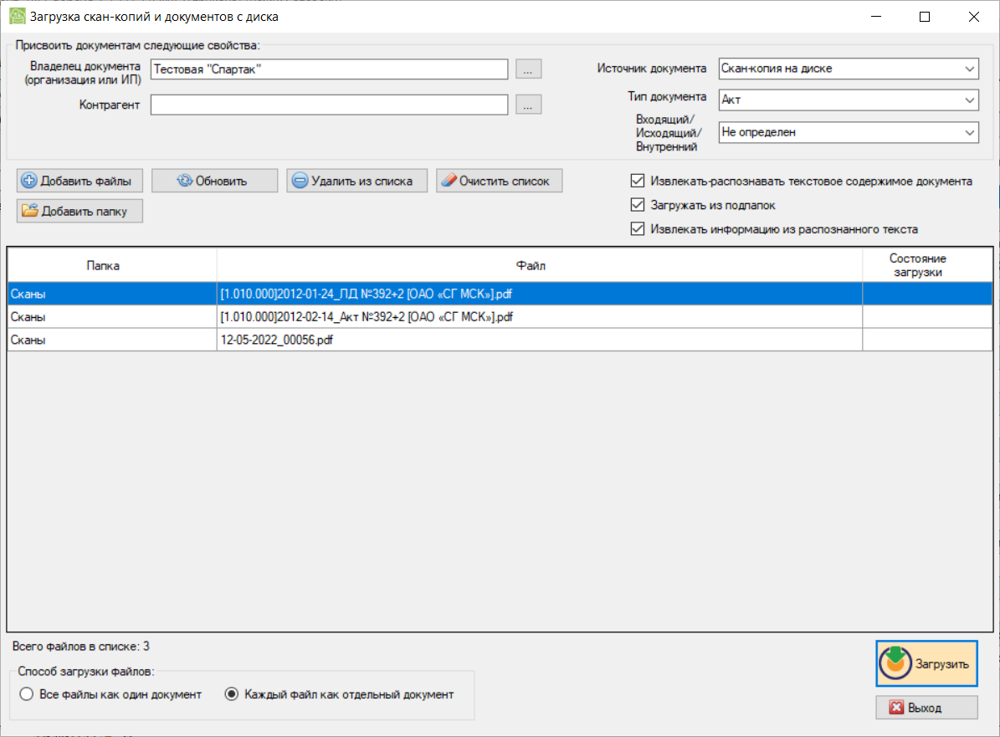 Загрузка скан-копий и документов с диска
Присвоить документам следующие свойства:
Владелец документа
(организация или ИП)
Тестовая "Спартак"
...
Контрагент
...
Источник документа
Скан-копия на диске
Тип документа
Акт
Входящий/
Исходящий/
Внутренний
Не определен
Добавить файлы
Обновить
Удалить из списка
Очистить список
Добавить папку
Извлекать-распознавать текстовое содержимое документа
Загружать из подпапок
Извлекать информацию из распознанного текста
Папка
Файл
Состояние
загрузки
Сканы
[1.010.000]2012-01-24_ПД №392+2 [ОАО «СГ МСК»].pdf
Сканы
[1.010.000]2012-02-14_Акт №392+2 [ОАО «СГ МСК»].pdf
Сканы
12-05-2022_00056.pdf
Всего файлов в списке: 3
Способ загрузки файлов:
Все файлы как один документ
Каждый файл как отдельный документ
Загрузить
Выход